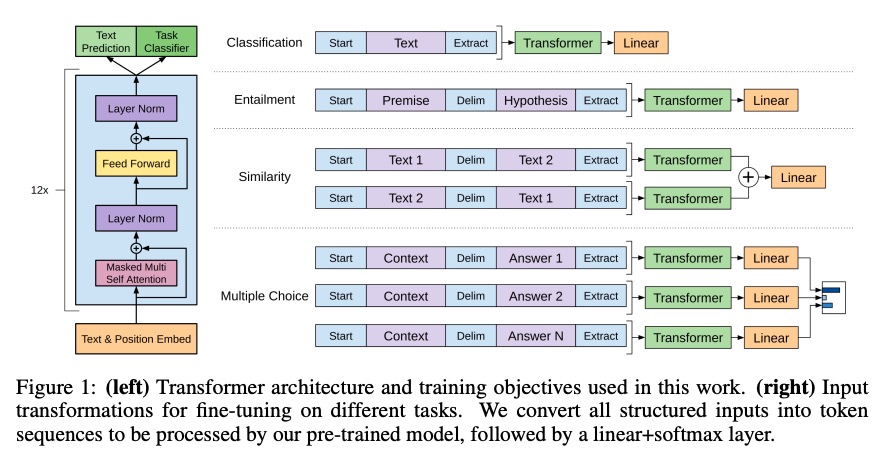 Text
Prediction
Task
Classifier
Layer Norm
Feed Forward
12x
Layer Norm
Masked Multi
Self Attention
Text & Position Embed
Classification
Start
Text
Extract
Transformer
Linear
Entailment
Start
Premise
Delim
Hypothesis
Extract
Transformer
Linear
Similarity
Start
Text 1
Delim
Text 2
Extract
Transformer
Start
Text 2
Delim
Text 1
Extract
Transformer
+
Linear
Multiple Choice
Start
Context
Delim
Answer 1
Extract
Transformer
Linear
Start
Context
Delim
Answer 2
Extract
Transformer
Linear
Start
Context
Delim
Answer N
Extract
Transformer
Linear
Figure 1: (left) Transformer architecture and training objectives used in this work. (right) Input
transformations for fine-tuning on different tasks. We convert all structured inputs into token
sequences to be processed by our pre-trained model, followed by a linear+softmax layer.